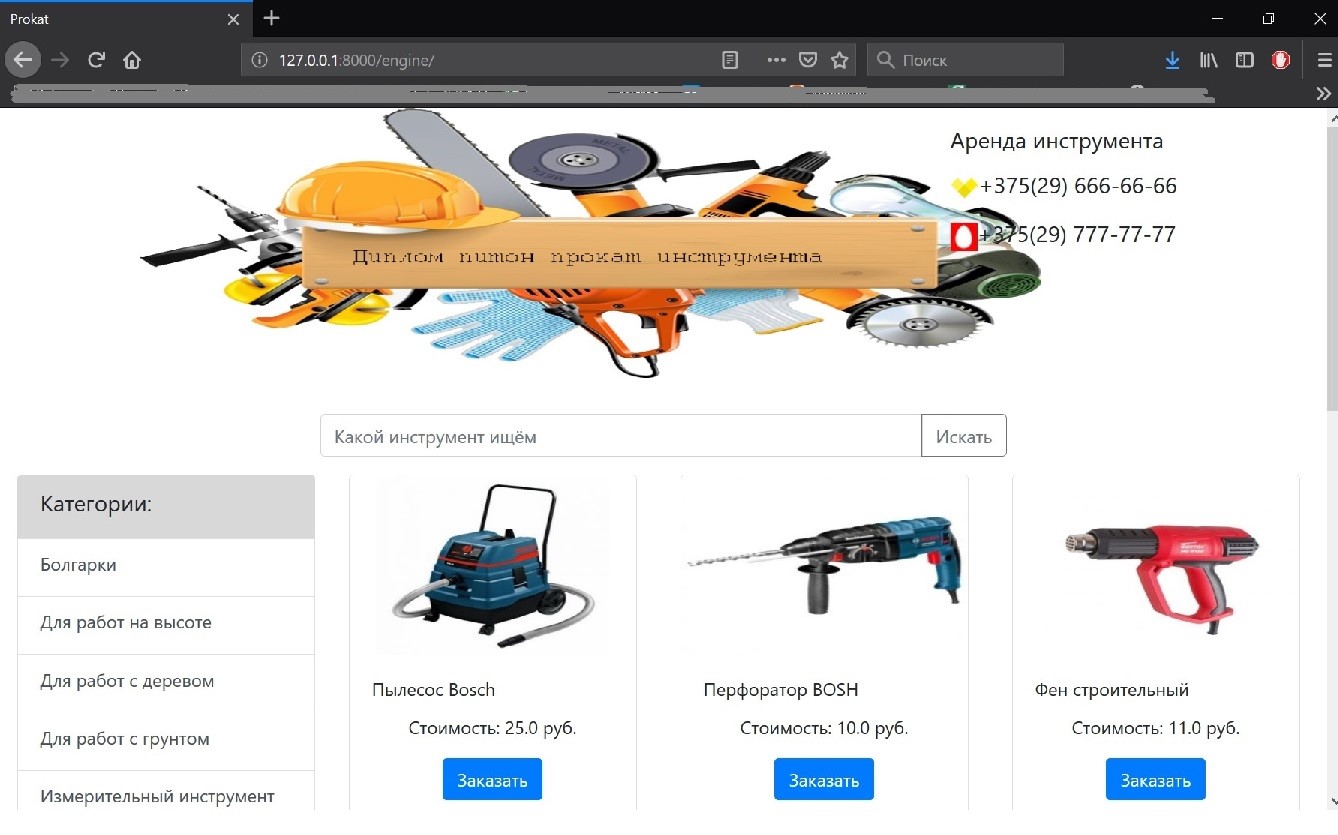 Prokat
127.0.0.1:8000/engine/
Поиск
Аренда инструмента
+375(29) 666-66-66
+375(29) 777-77-77
METAL
METAL
Диплом питон прокат инструмента
Какой инструмент ищём
Искать
Категории:
Болгарки
Для работ на высоте
Для работ с деревом
Для работ с грунтом
Измерительный инструмент
Пылесос Bosch
Стоимость: 25.0 руб.
Заказать
Перфоратор BOSH
Стоимость: 10.0 руб.
Заказать
Фен строительный
Стоимость: 11.0 руб.
Заказать